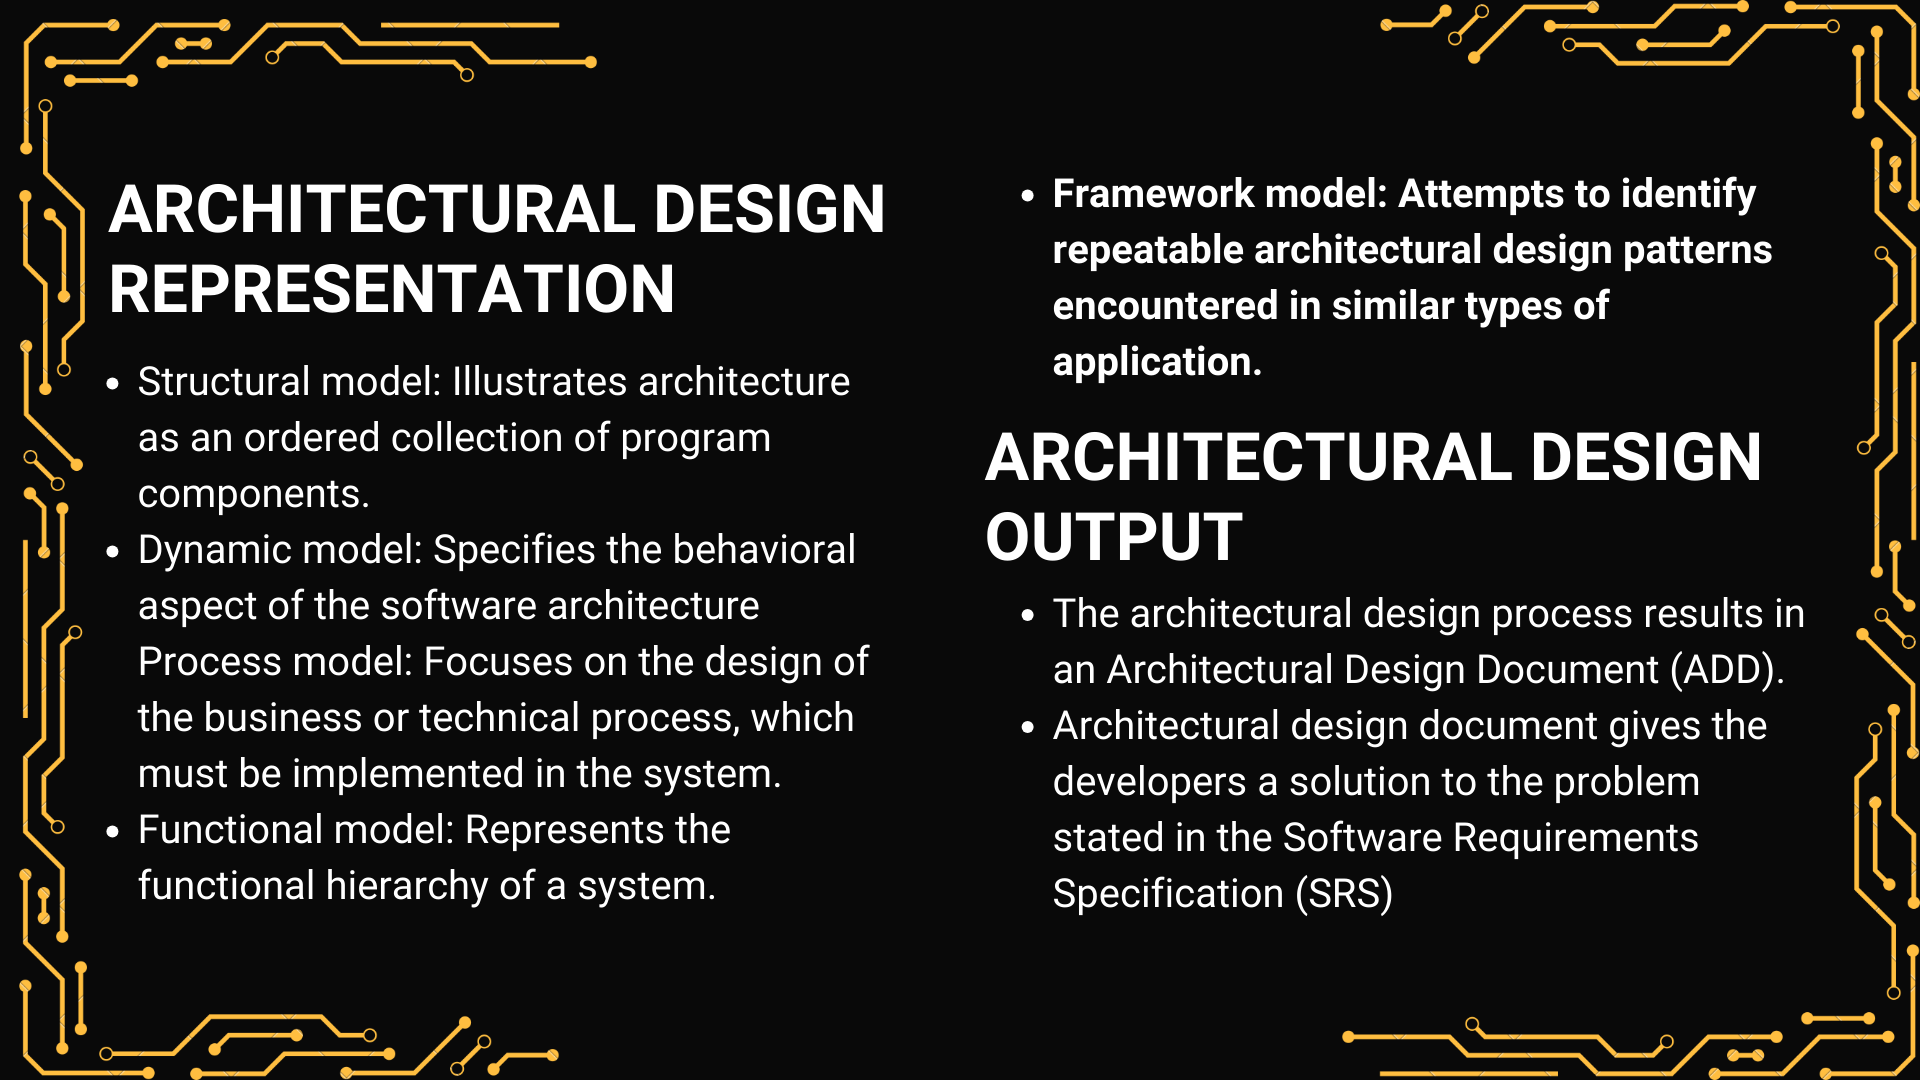 ARCHITECTURAL DESIGN
REPRESENTATION
• Structural model: Illustrates architecture
as an ordered collection of program
components.
• Dynamic model: Specifies the behavioral
aspect of the software architecture
Process model: Focuses on the design of
the business or technical process, which
must be implemented in the system.
• Functional model: Represents the
functional hierarchy of a system.
• Framework model: Attempts to identify
repeatable architectural design patterns
encountered in similar types of
application.
ARCHITECTURAL DESIGN
OUTPUT
• The architectural design process results in
an Architectural Design Document (ADD).
• Architectural design document gives the
developers a solution to the problem
stated in the Software Requirements
Specification (SRS)